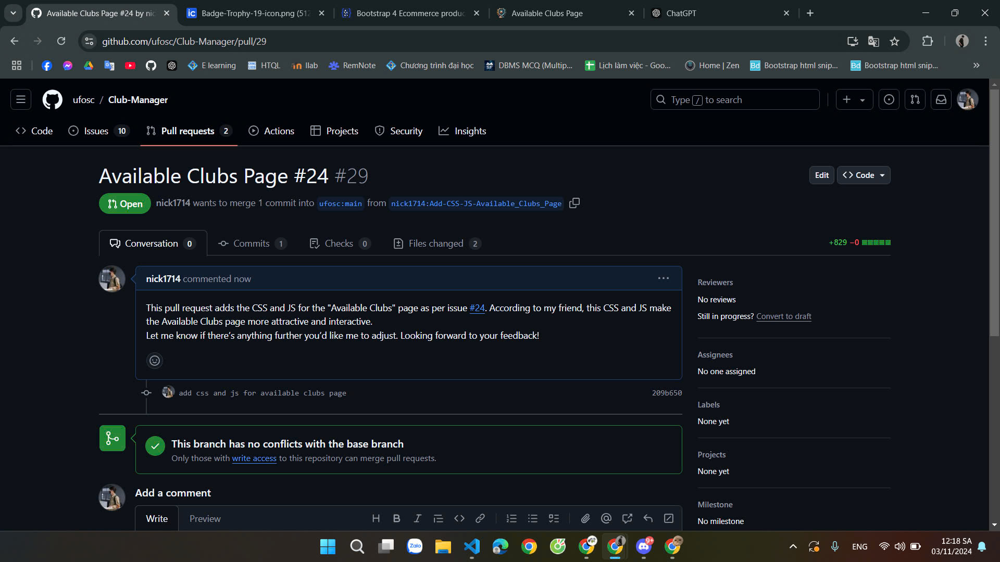 Available Clubs Page #24 by nic
Badge-Trophy-19-icon.png (512
Bootstrap 4 Ecommerce produc
Available Clubs Page
ChatGPT
github.com/ufosc/Club-Manager/pull/29
E learning
HTQL
Ilab
RemNote
Chương trình đại học
DBMS MCQ (Multip...
Lịch làm việc - Goo...
Home | Zen
Bootstrap html snip...
Bootstrap html snip...
ufosc / Club-Manager
Type / to search
Code
Issues 10
Pull requests 2
Actions
Projects
Security
Insights
Available Clubs Page #24 #29
Edit
Code
Open
nick1714 wants to merge 1 commit into ufosc:main from nick1714:Add-CSS-JS-Available_Clubs_Page
Conversation 0
Commits 1
Checks 0
Files changed 2
+829 −0
nick1714 commented now
This pull request adds the CSS and JS for the "Available Clubs" page as per issue #24. According to my friend, this CSS and JS make
the Available Clubs page more attractive and interactive.
Let me know if there’s anything further you’d like me to adjust. Looking forward to your feedback!
add css and js for available clubs page
209b650
This branch has no conflicts with the base branch
Only those with write access to this repository can merge pull requests.
Add a comment
Write
Preview
Reviewers
No reviews
Still in progress? Convert to draft
Assignees
No one assigned
Labels
None yet
Projects
None yet
Milestone
No milestone
Zalo
9+
ENG
12:18 SA
03/11/2024